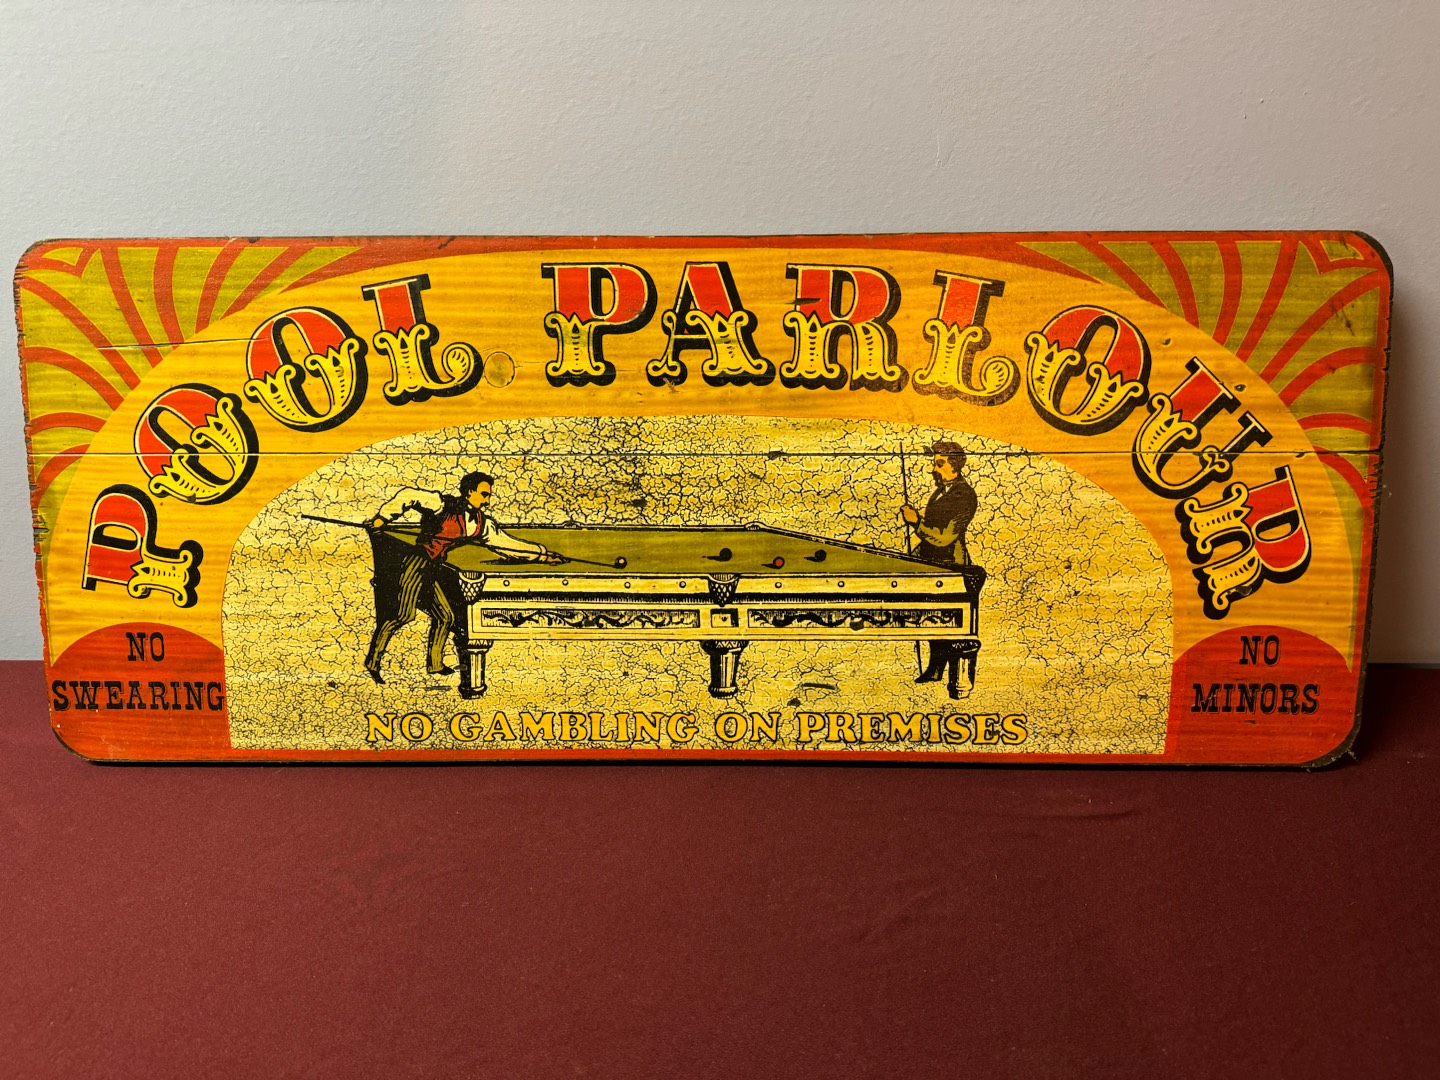 POOL PARLOUR
NO
SWEARING
NO GAMBLING ON PREMISES
NO
MINORS